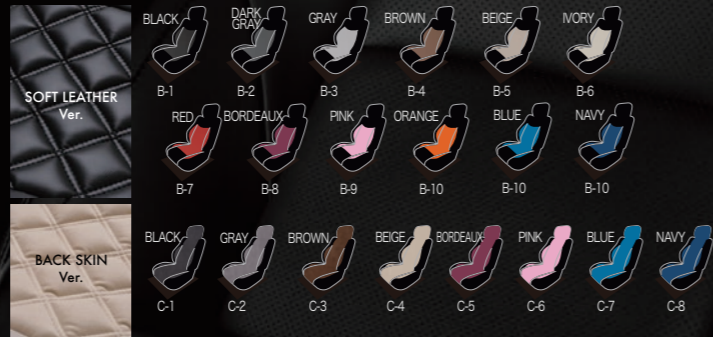 SOFT LEATHER
Ver.
BLACK
DARK
GRAY
GRAY
BROWN
BEIGE
IVORY
B-1
B-2
B-3
B-4
B-5
B-6
RED
BORDEAUX
PINK
ORANGE
BLUE
NAVY
B-7
B-8
B-9
B-10
B-10
B-10
BACK SKIN
Ver.
BLACK
GRAY
BROWN
BEIGE
BORDEAUX
PINK
BLUE
NAVY
C-1
C-2
C-3
C-4
C-5
C-6
C-7
C-8